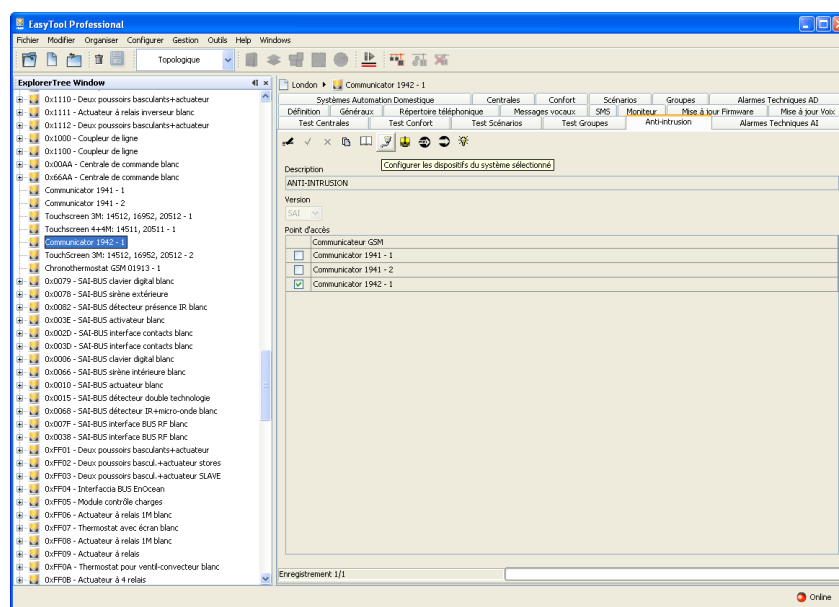 EasyTool Professional
Fichier Modifier Organiser Configurer Gestion Outils Help Windows
Topologique
ExplorerTree Window
0x1110 - Deux poussoirs basculants+actuateur
0x1111 - Actuateur à relais inverseur blanc
0x1112 - Deux poussoirs basculants+actuateur
0x1000 - Coupleur de ligne
0x1100 - Coupleur de ligne
0x00AA - Centrale de commande blanc
0x66AA - Centrale de commande blanc
Communicator 1941 - 1
Communicator 1941 - 2
Touchscreen 3M: 14512, 16952, 20512 - 1
Touchscreen 4+4M: 14511, 20511 - 1
Communicator 1942 - 1
TouchScreen 3M: 14512, 16952, 20512 - 2
Chronothermostat GSM 01913 - 1
0x0079 - SAI-BUS clavier digital blanc
0x0078 - SAI-BUS sirène extérieure
0x0082 - SAI-BUS détecteur présence IR blanc
0x003E - SAI-BUS activateur blanc
0x002D - SAI-BUS interface contacts blanc
0x003D - SAI-BUS interface contacts blanc
0x0006 - SAI-BUS clavier digital blanc
0x0066 - SAI-BUS sirène intérieure blanc
0x0010 - SAI-BUS actuateur blanc
0x0015 - SAI-BUS détecteur double technologie
0x0068 - SAI-BUS détecteur IR+micro-onde blanc
0x007F - SAI-BUS interface BUS RF blanc
0x0038 - SAI-BUS interface BUS RF blanc
0xFF01 - Deux poussoirs basculants+actuateur
0xFF02 - Deux poussoirs bascul.+actuateur stores
0xFF03 - Deux poussoirs bascul.+actuateur SLAVE
0xFF04 - Interfaccia BUS EnOcean
0xFF05 - Module contrôle charges
0xFF06 - Actuateur à relais 1M blanc
0xFF07 - Thermostat avec écran blanc
0xFF08 - Actuateur à relais 1M blanc
0xFF09 - Actuateur à relais
0xFF0A - Thermostat pour ventil-convecteur blanc
0xFF0B - Actuateur à 4 relais
London Communicator 1942 - 1
Systèmes Automation Domestique Centrales Confort Scénarios Groupes Alarmes Techniques AD
Définition Généraux Répertoire téléphonique Messages vocaux SMS Moniteur Mise à jour Firmware Mise à jour Voix
Test Centrales Test Confort Test Scénarios Test Groupes Anti-intrusion Alarmes Techniques AI
Configurer les dispositifs du système sélectionné
Description
ANTI-INTRUSION
Version
SAI
Point d'accès
Communicateur GSM
Communicator 1941 - 1
Communicator 1941 - 2
Communicator 1942 - 1
Enregistrement 1/1
Online